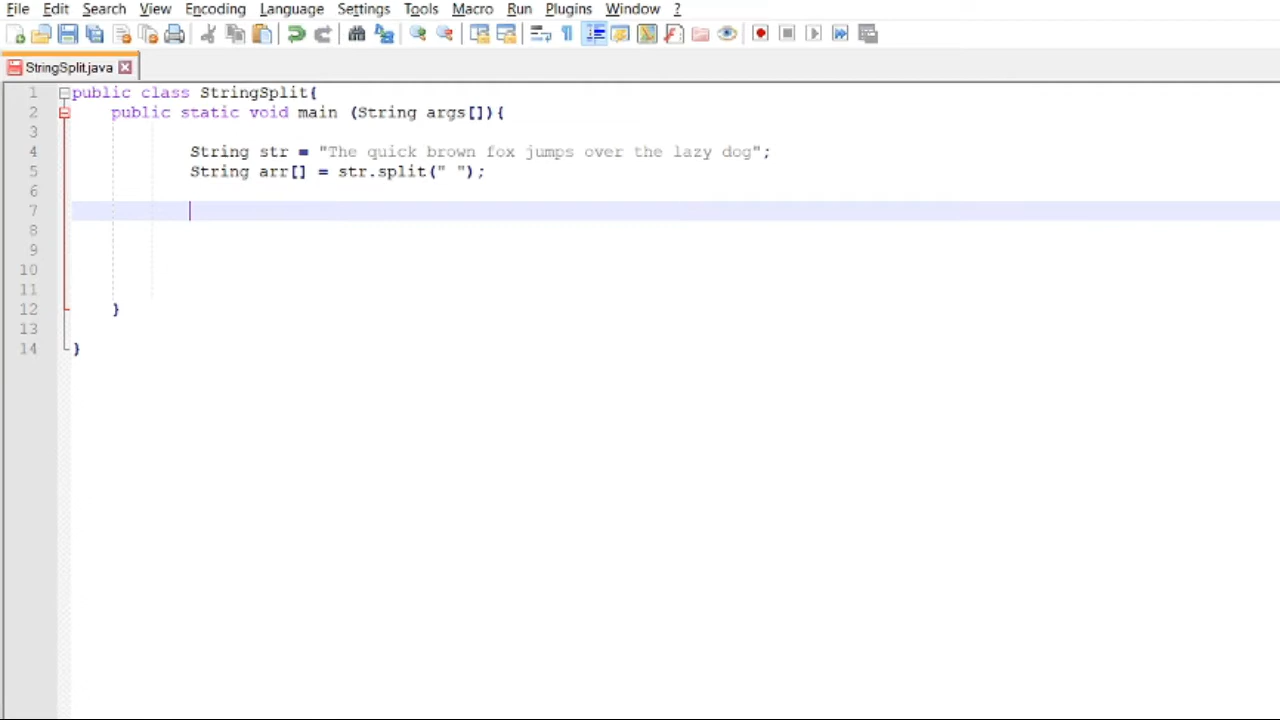 File Edit Search View Encoding Language Settings Tools Macro Run Plugins Window ?
StringSplit.java
1 public class StringSplit{
2 public static void main (String args[]){
3
4 String str = "The quick brown fox jumps over the lazy dog";
5 String arr[] = str.split(" ");
6
7
8
9
10
11
12 }
13
14 }